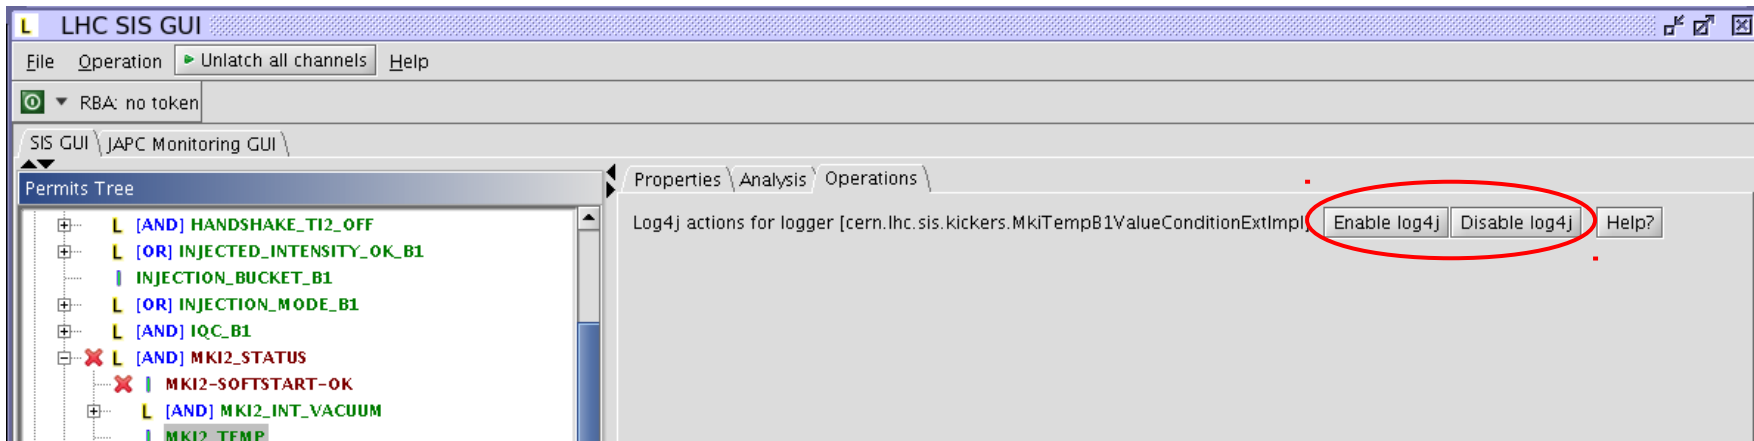 L LHC SIS GUI
File Operation Unlatch all channels Help
RBA: no token
SIS GUI JAPC Monitoring GUI
Permits Tree
L [AND] HANDSHAKE_TI2_OFF
L [OR] INJECTED_INTENSITY_OK_B1
INJECTION_BUCKET_B1
L [OR] INJECTION_MODE_B1
L [AND] IQC_B1
L [AND] MKI2_STATUS
MKI2-SOFTSTART-OK
L [AND] MKI2_INT_VACUUM
MKI2_TEMP
Properties Analysis Operations
Log4j actions for logger [cern.lhc.sis.kickers.MkiTempB1ValueConditionExtImpl] Enable log4j Disable log4j Help?